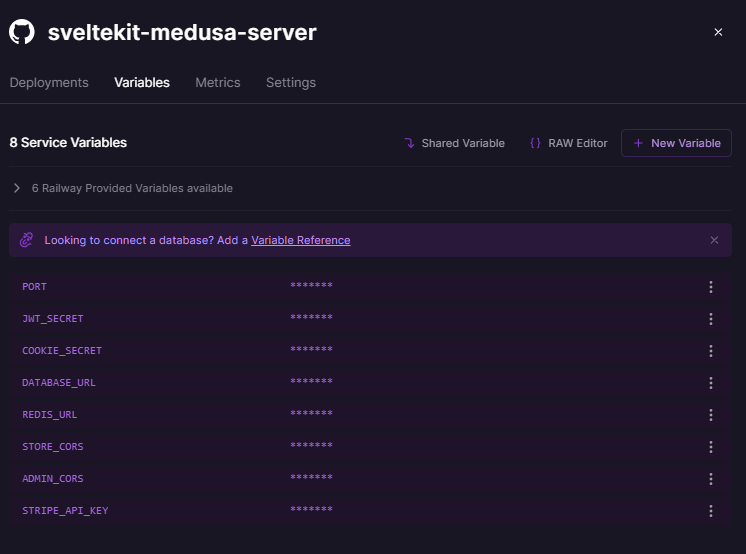 sveltekit-medusa-server
Deployments Variables Metrics Settings
8 Service Variables Shared Variable {} RAW Editor + New Variable
6 Railway Provided Variables available
Looking to connect a database? Add a Variable Reference
PORT *******
JWT_SECRET *******
COOKIE_SECRET *******
DATABASE_URL *******
REDIS_URL *******
STORE_CORS *******
ADMIN_CORS *******
STRIPE_API_KEY *******